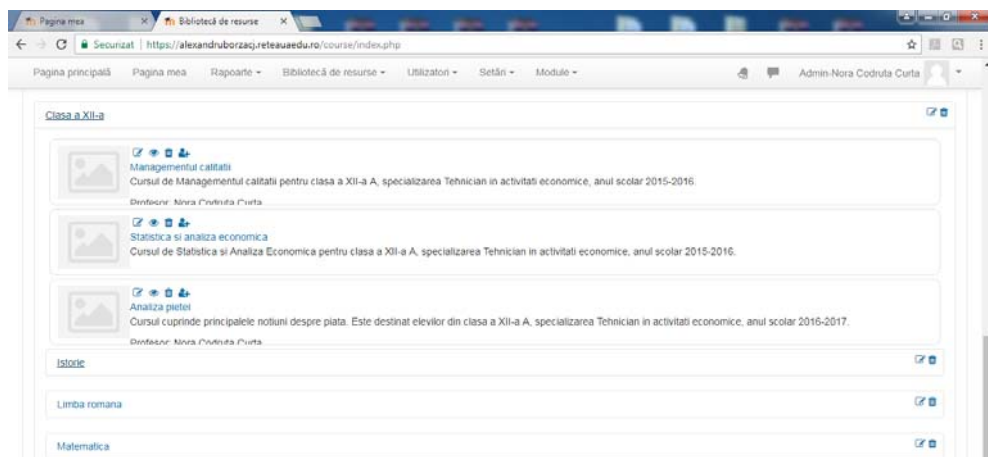 Pagina mea
Bibliotecă de resurse
Securizat | https://alexandruborzacj.reteauaedu.ro/course/index.php
Pagina principală Pagina mea Rapoarte Bibliotecă de resurse Utilizatori Setări Module Admin-Nora Codruta Curta
Clasa a XII-a
Managementul calitatii
Cursul de Managementul calitatii pentru clasa a XII-a A, specializarea Tehnician in activitati economice, anul scolar 2015-2016.
Profesor: Nora Codruta Curta
Statistica si analiza economica
Cursul de Statistica si Analiza Economica pentru clasa a XII-a A, specializarea Tehnician in activitati economice, anul scolar 2015-2016.
Analiza pietei
Cursul cuprinde principalele notiuni despre piata. Este destinat elevilor din clasa a XII-a A, specializarea Tehnician in activitati economice, anul scolar 2016-2017.
Profesor: Nora Codruta Curta
Istorie
Limba romana
Matematica